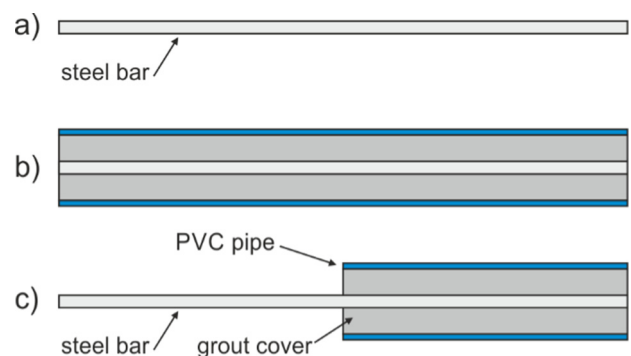 a)
steel bar
b)
PVC pipe
c)
steel bar
grout cover